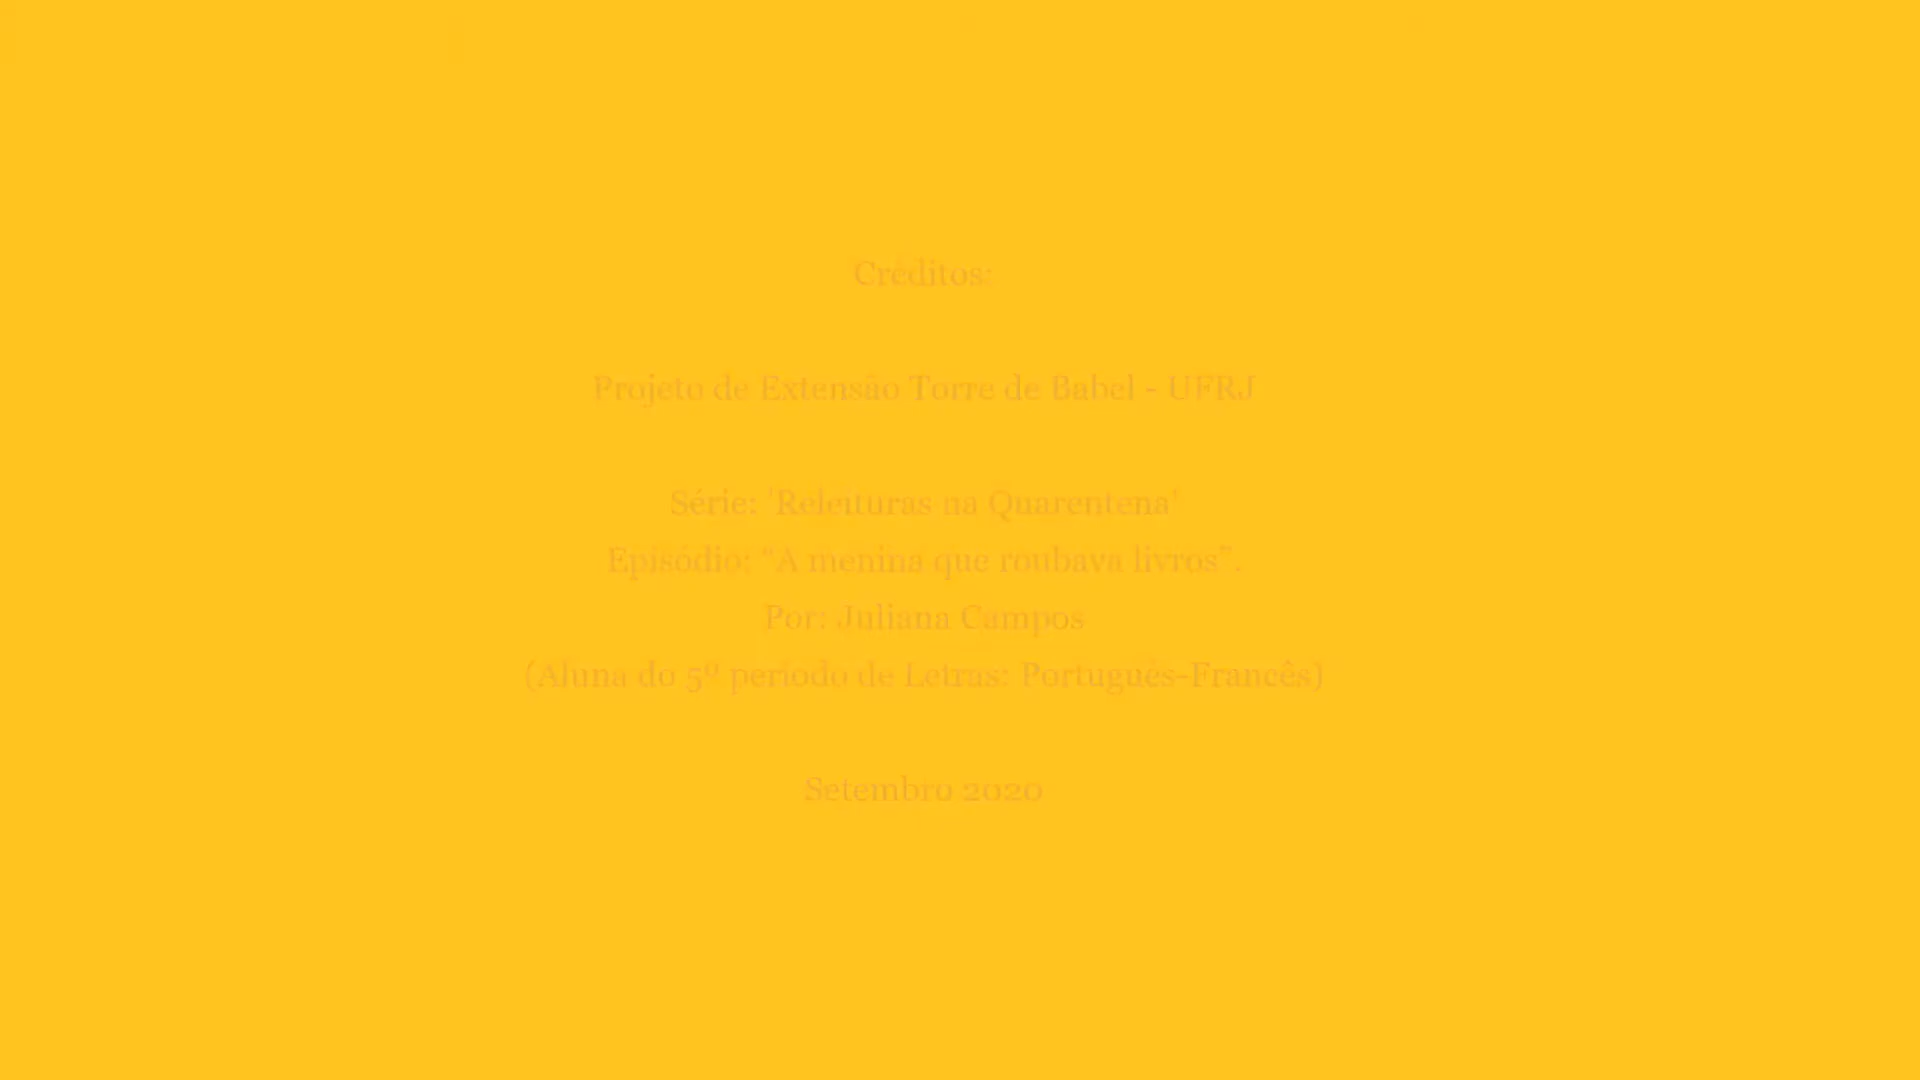 Créditos:
Projeto de Extensão Torre de Babel - UFRJ
Série: 'Releituras na Quarentena'
Episódio: “A menina que roubava livros”.
Por: Juliana Campos
(Aluna do 5º período de Letras: Português-Francês)
Setembro 2020